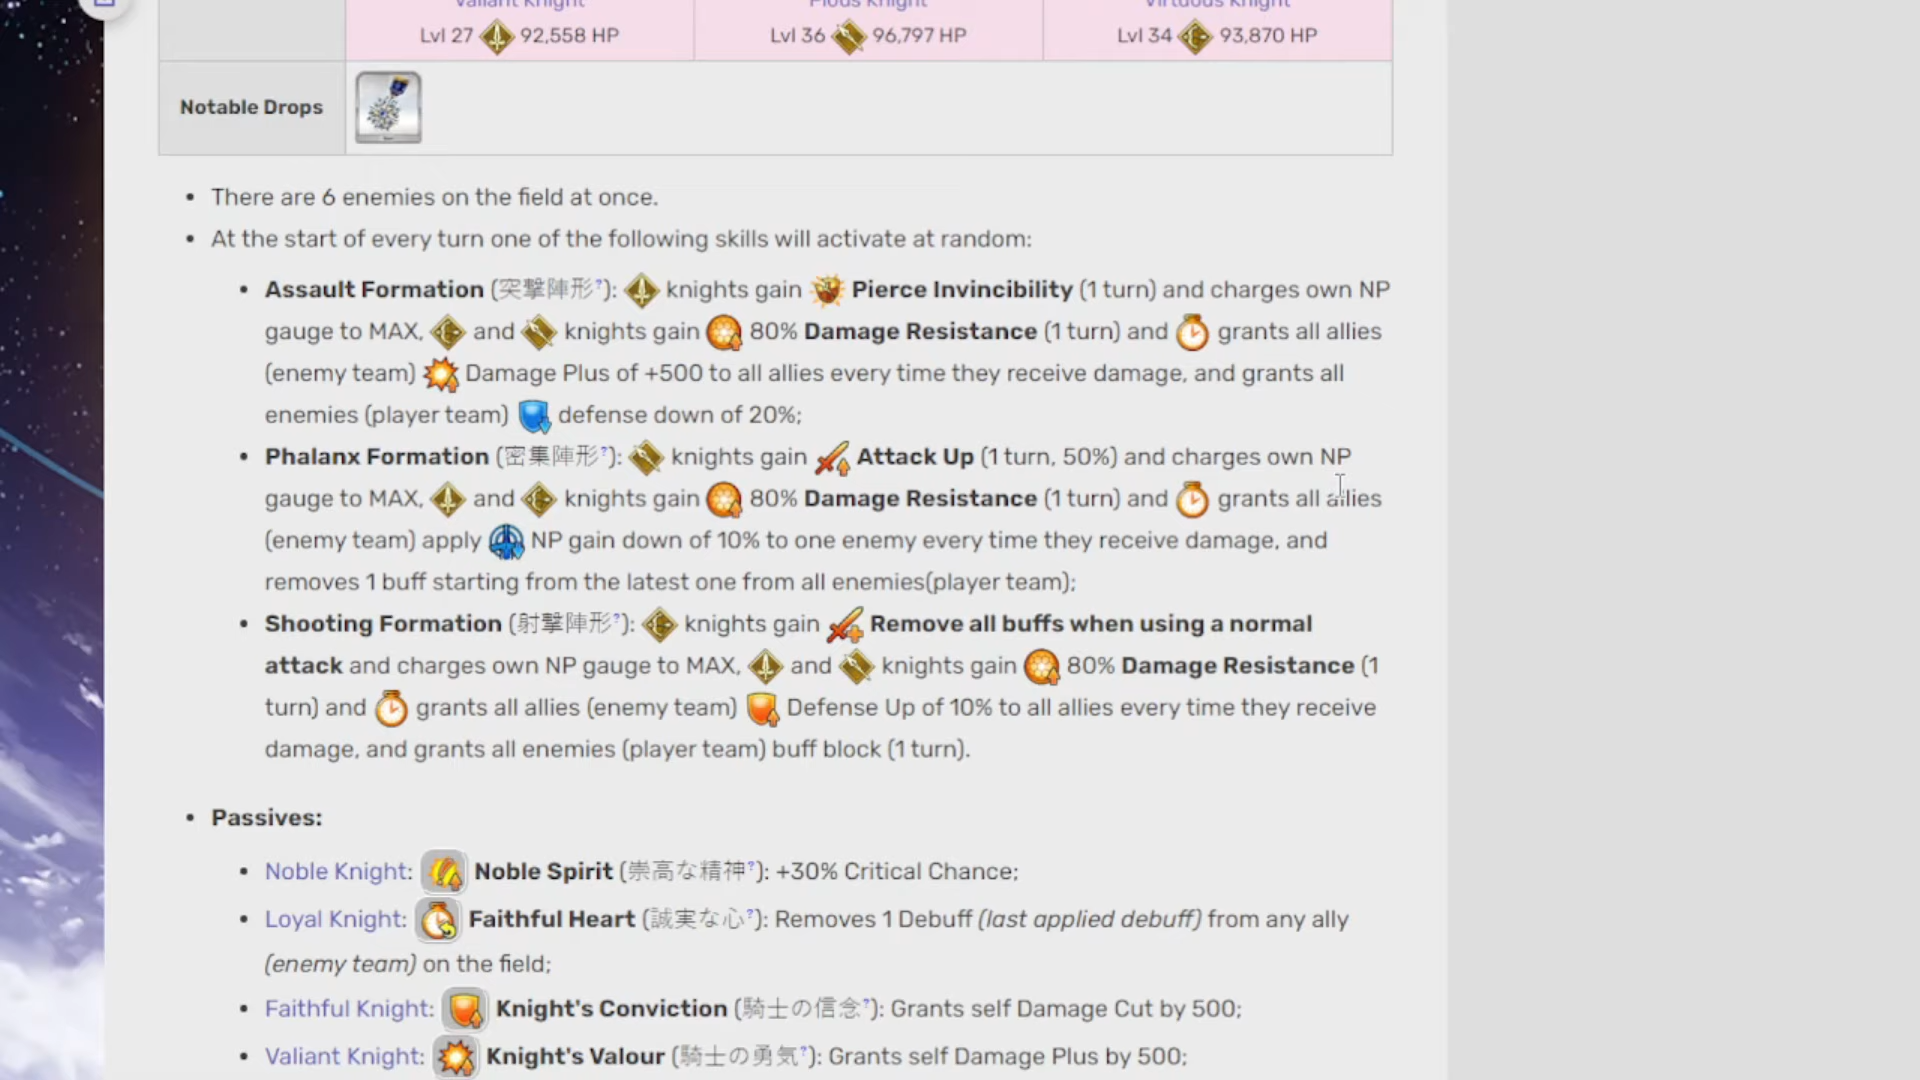 Valiant Knight Pious Knight Virtuous Knight
Lvl 27 92,558 HP Lvl 36 96,797 HP Lvl 34 93,870 HP
Notable Drops
• There are 6 enemies on the field at once.
• At the start of every turn one of the following skills will activate at random:
• Assault Formation (突撃陣形?): knights gain Pierce Invincibility (1 turn) and charges own NP
gauge to MAX, and knights gain 80% Damage Resistance (1 turn) and grants all allies
(enemy team) Damage Plus of +500 to all allies every time they receive damage, and grants all
enemies (player team) defense down of 20%;
• Phalanx Formation (密集陣形?): knights gain Attack Up (1 turn, 50%) and charges own NP
gauge to MAX, and knights gain 80% Damage Resistance (1 turn) and grants all allies
(enemy team) apply NP gain down of 10% to one enemy every time they receive damage, and
removes 1 buff starting from the latest one from all enemies(player team);
• Shooting Formation (射撃陣形?): knights gain Remove all buffs when using a normal
attack and charges own NP gauge to MAX, and knights gain 80% Damage Resistance (1
turn) and grants all allies (enemy team) Defense Up of 10% to all allies every time they receive
damage, and grants all enemies (player team) buff block (1 turn).
• Passives:
• Noble Knight: Noble Spirit (崇高な精神?): +30% Critical Chance;
• Loyal Knight: Faithful Heart (誠実な心?): Removes 1 Debuff (last applied debuff) from any ally
(enemy team) on the field;
• Faithful Knight: Knight's Conviction (騎士の信念?): Grants self Damage Cut by 500;
• Valiant Knight: Knight's Valour (騎士の勇気?): Grants self Damage Plus by 500;